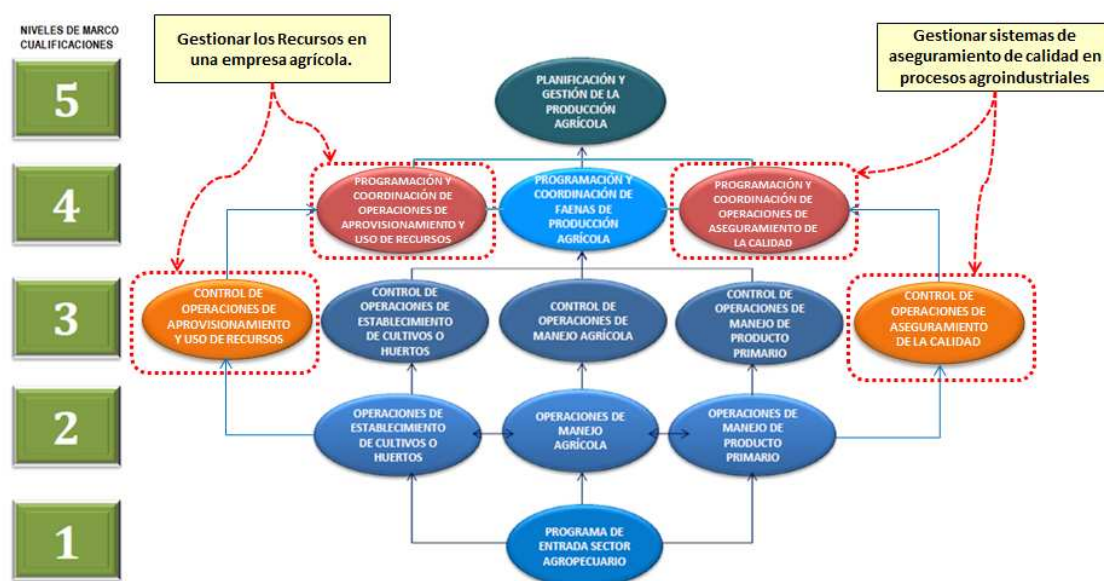 NIVELES DE MARCO
CUALIFICACIONES
Gestionar los Recursos en
una empresa agrícola.
Gestionar sistemas de
aseguramiento de calidad en
procesos agroindustriales
5
PLANIFICACIÓN Y
GESTIÓN DE LA
PRODUCCIÓN
AGRÍCOLA
4
PROGRAMACIÓN Y
COORDINACIÓN DE
OPERACIONES DE
APROVISIONAMIENTO Y
USO DE RECURSOS
PROGRAMACIÓN Y
COORDINACIÓN DE
FAENAS DE
PRODUCCIÓN
AGRÍCOLA
PROGRAMACIÓN Y
COORDINACIÓN DE
OPERACIONES DE
ASEGURAMIENTO DE
LA CALIDAD
3
CONTROL DE
OPERACIONES DE
APROVISIONAMIENTO
Y USO DE RECURSOS
CONTROL DE
OPERACIONES DE
ESTABLECIMIENTO
DE CULTIVOS O
HUERTOS
CONTROL DE
OPERACIONES DE
MANEJO AGRÍCOLA
CONTROL DE
OPERACIONES DE
MANEJO DE
PRODUCTO
PRIMARIO
CONTROL DE
OPERACIONES DE
ASEGURAMIENTO
DE LA CALIDAD
2
OPERACIONES DE
ESTABLECIMIENTO
DE CULTIVOS O
HUERTOS
OPERACIONES DE
MANEJO
AGRÍCOLA
OPERACIONES DE
MANEJO DE
PRODUCTO
PRIMARIO
1
PROGRAMA DE
ENTRADA SECTOR
AGROPECUARIO